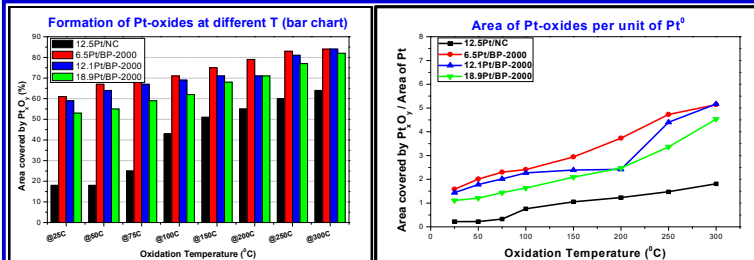 Formation of Pt-oxides at different T (bar chart)
12.5Pt/NC
6.5Pt/BP-2000
12.1Pt/BP-2000
18.9Pt/BP-2000
Area covered by PtxOy (%)
90
80
70
60
50
40
30
20
10
0
@25C @50C @75C @100C @150C @200C @250C @300C
Oxidation Temperature (⁰C)
Area of Pt-oxides per unit of Pt⁰
12.5Pt/NC
6.5Pt/BP-2000
12.1Pt/BP-2000
18.9Pt/BP-2000
Area covered by PtxOy / Area of Pt
8
7
6
5
4
3
2
1
0
0 50 100 150 200 250 300
Oxidation Temperature (⁰C)